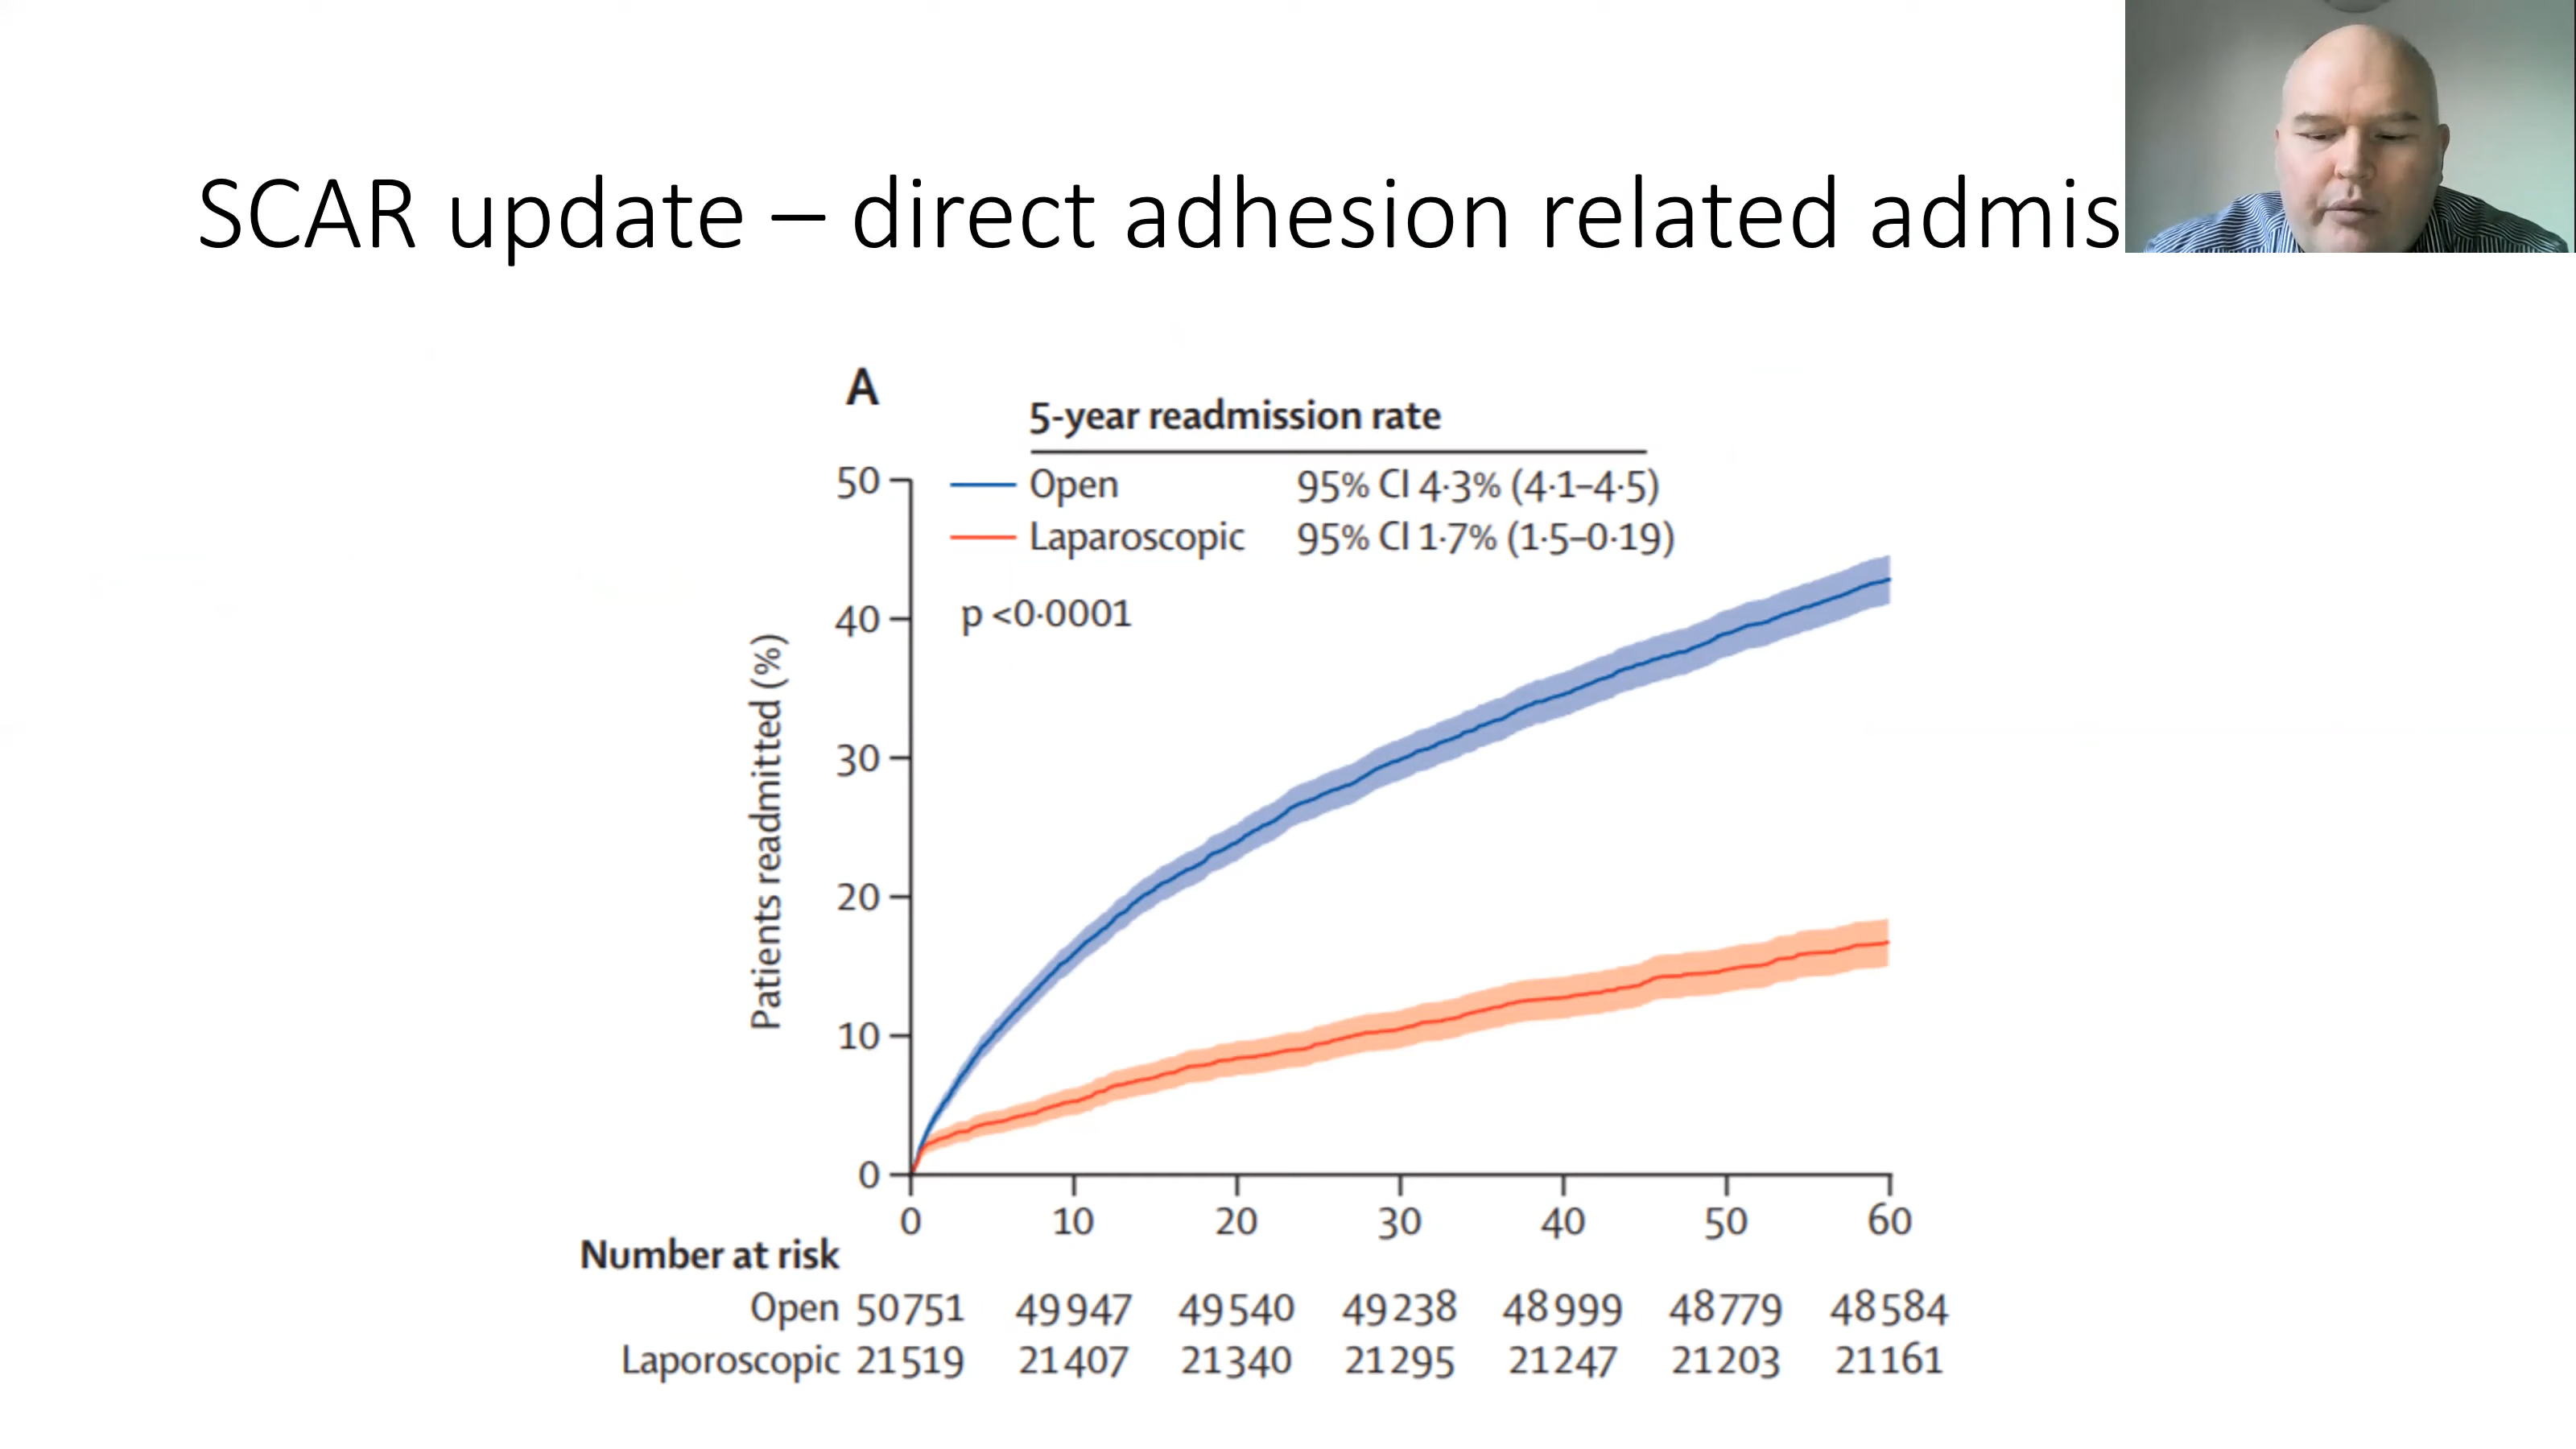 SCAR update – direct adhesion related admis
A
5-year readmission rate
Open 95% CI 4·3% (4·1–4·5)
Laparoscopic 95% CI 1·7% (1·5–0·19)
p <0·0001
Patients readmitted (%)
50
40
30
20
10
0
0 10 20 30 40 50 60
Number at risk
Open 50751 49947 49540 49238 48999 48779 48584
Laporoscopic 21519 21407 21340 21295 21247 21203 21161